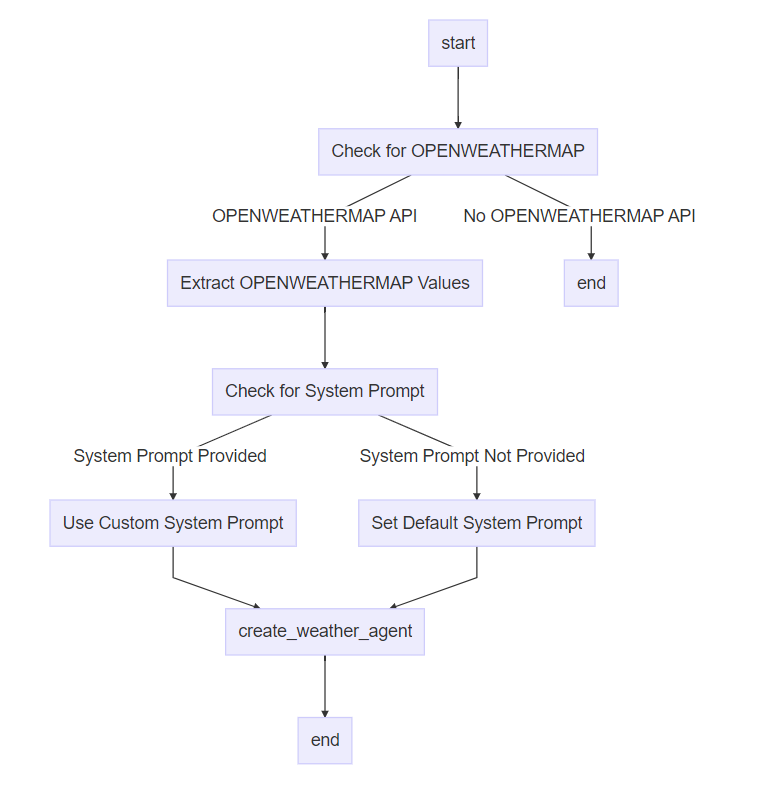 start
Check for OPENWEATHERMAP
OPENWEATHERMAP API
No OPENWEATHERMAP API
Extract OPENWEATHERMAP Values
end
Check for System Prompt
System Prompt Provided
System Prompt Not Provided
Use Custom System Prompt
Set Default System Prompt
create_weather_agent
end